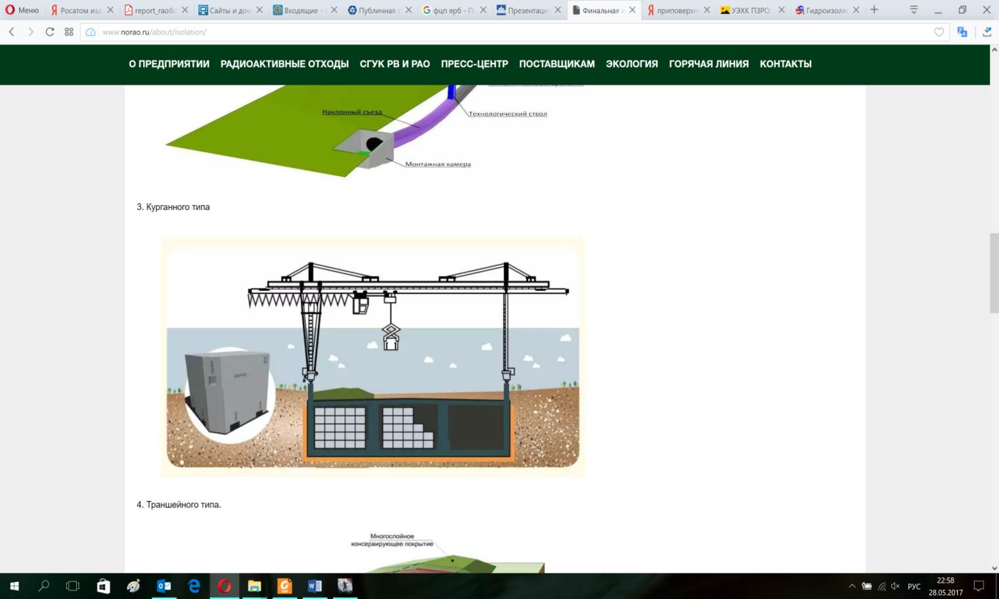 Меню
Росатом изд
report_rao&
Сайты и дом
Входящие -
Публичная с
фцп ярб - П
Презентаци
Финальная и
приповерхн
УЭХК ПЗРО
Гидроизоля
www.norao.ru/about/isolation/
О ПРЕДПРИЯТИИ РАДИОАКТИВНЫЕ ОТХОДЫ СГУК РВ И РАО ПРЕСС-ЦЕНТР ПОСТАВЩИКАМ ЭКОЛОГИЯ ГОРЯЧАЯ ЛИНИЯ КОНТАКТЫ
Наклонный съезд
Технологический ствол
Монтажная камера
3. Курганного типа
4. Траншейного типа.
Многослойное
консервирующее покрытие
РУС
22:58
28.05.2017